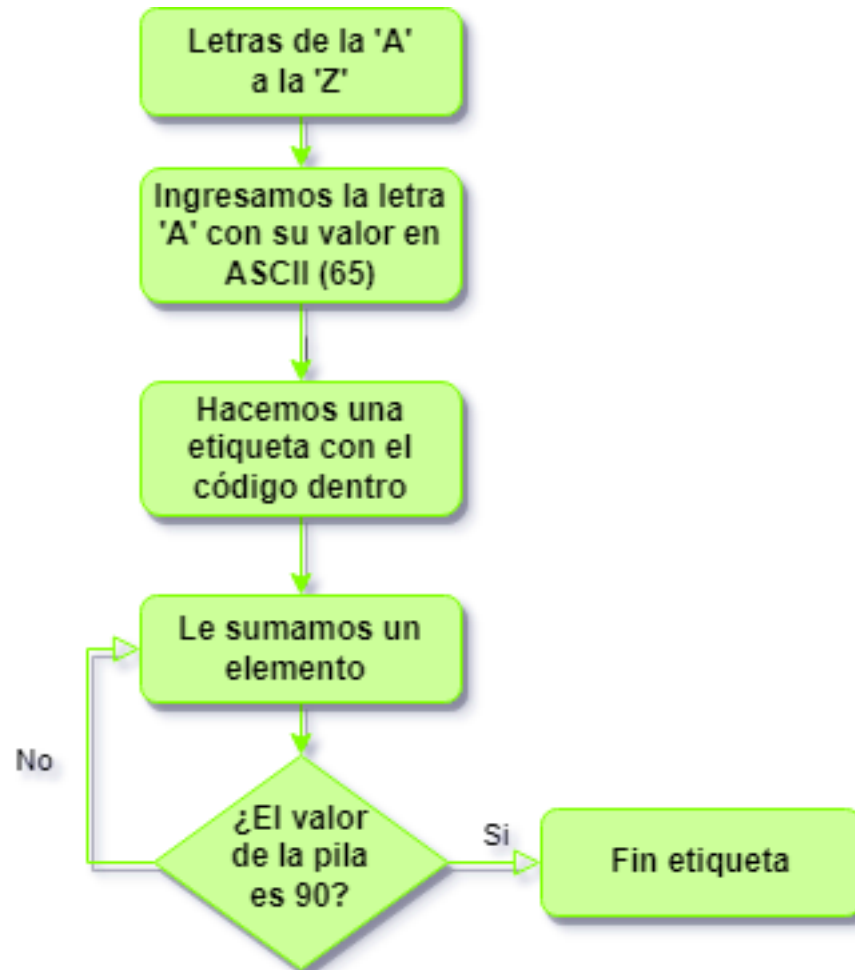 Letras de la 'A'
a la 'Z'
Ingresamos la letra
'A' con su valor en
ASCII (65)
Hacemos una
etiqueta con el
código dentro
Le sumamos un
elemento
No
¿El valor
de la pila
es 90?
Si
Fin etiqueta